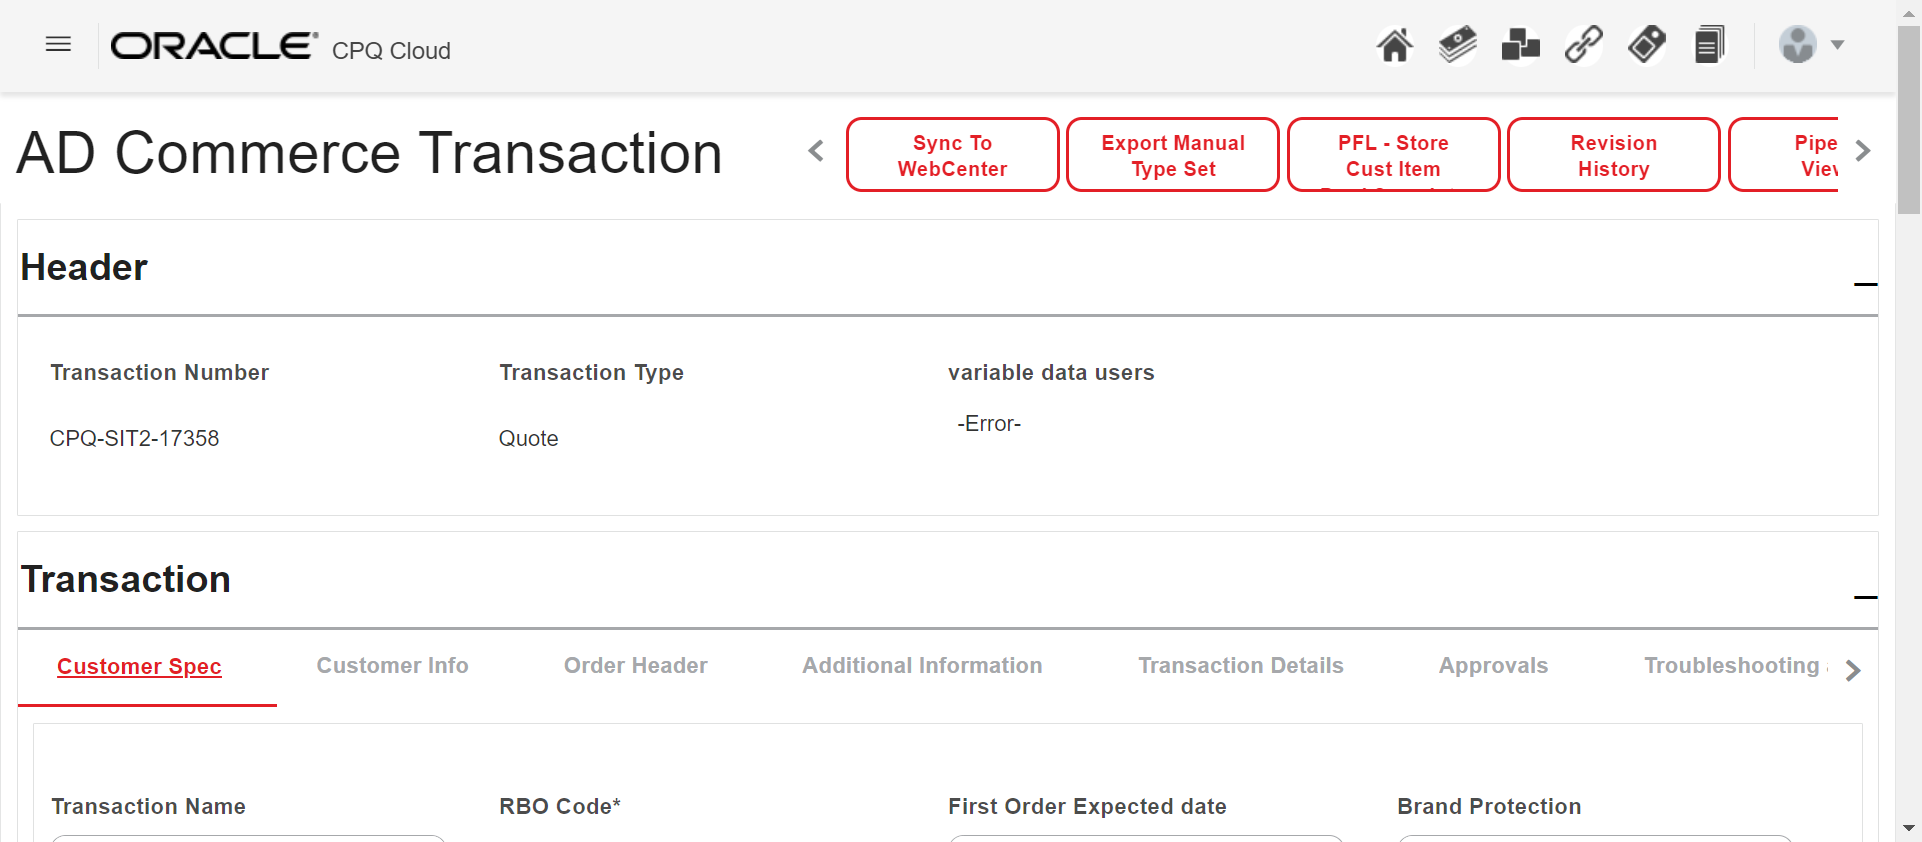 ORACLE® CPQ Cloud
AD Commerce Transaction
Sync To
WebCenter
Export Manual
Type Set
PFL - Store
Cust Item
Revision
History
Pipe
View
Header
Transaction Number
Transaction Type
variable data users
CPQ-SIT2-17358
Quote
-Error-
Transaction
Customer Spec
Customer Info
Order Header
Additional Information
Transaction Details
Approvals
Troubleshooting
Transaction Name
RBO Code*
First Order Expected date
Brand Protection